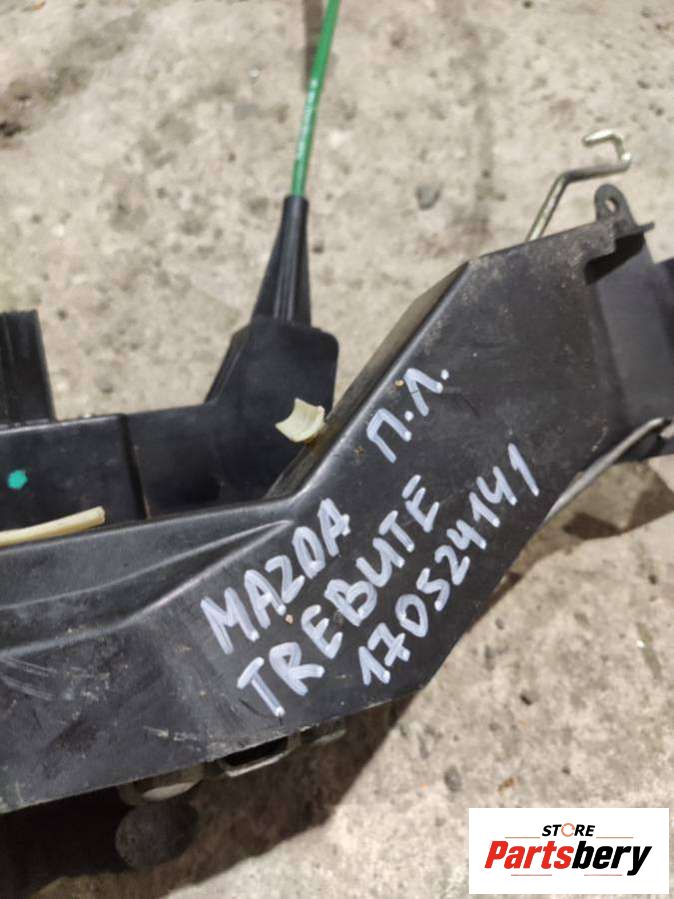 MAZDA П.Л.
TREBUTE
170524141
STORE
Partsbery